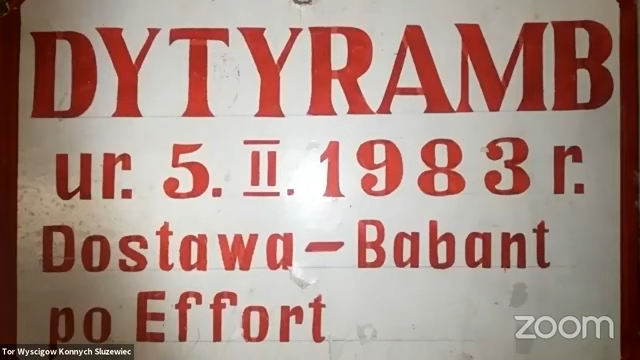 DYTYRAMB
ur. 5. II. 1983 r.
Dostawa-Babant
po Effort
Tor Wyscigow Konnych Sluzewiec
zoom